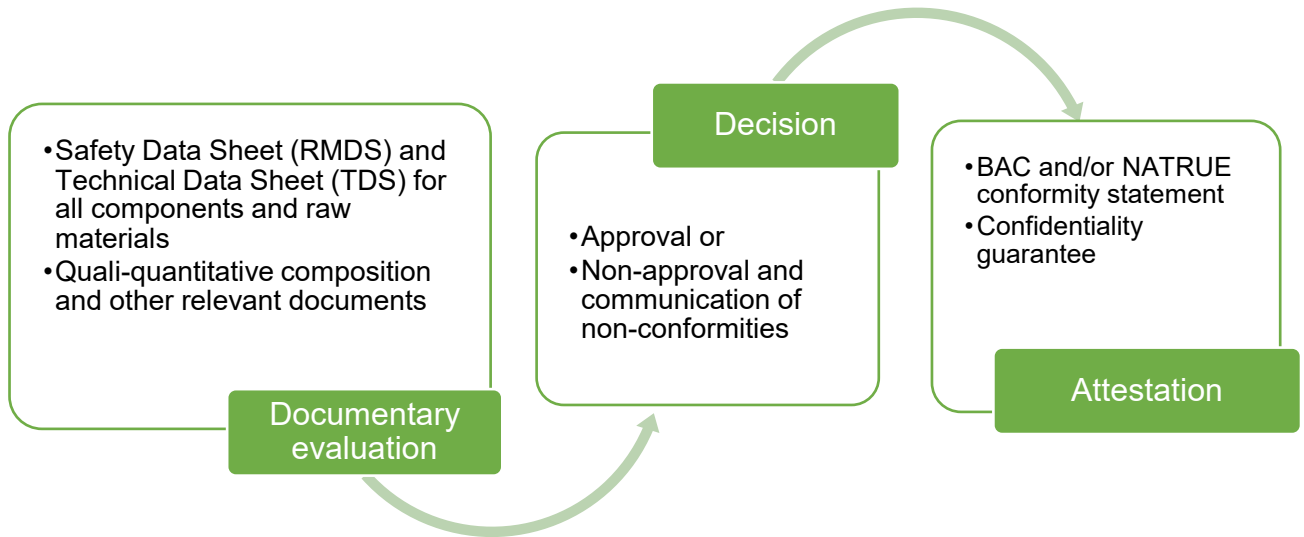 •Safety Data Sheet (RMDS) and
Technical Data Sheet (TDS) for
all components and raw
materials
•Quali-quantitative composition
and other relevant documents
Documentary
evaluation
Decision
•Approval or
•Non-approval and
communication of
non-conformities
•BAC and/or NATRUE
conformity statement
•Confidentiality
guarantee
Attestation